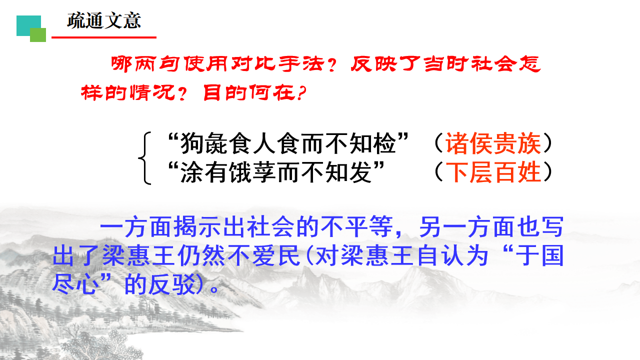 疏通文意
哪两句使用对比手法？反映了当时社会怎
样的情况？目的何在?
“狗彘食人食而不知检”（诸侯贵族）
“涂有饿莩而不知发”（下层百姓）
一方面揭示出社会的不平等，另一方面也写
出了梁惠王仍然不爱民(对梁惠王自认为“于国
尽心”的反驳)。